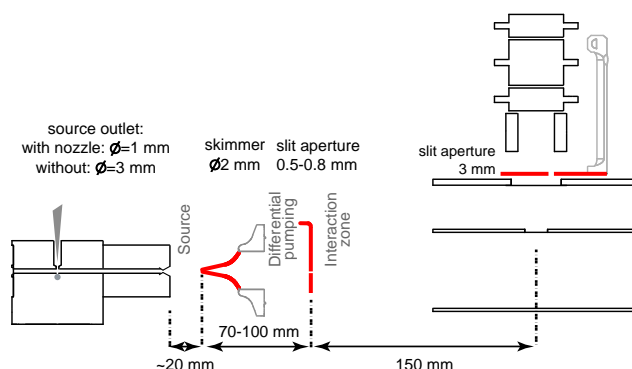 source outlet:
with nozzle: Ø=1 mm
without: Ø=3 mm
skimmer
Ø2 mm
slit aperture
0.5-0.8 mm
slit aperture
3 mm
Source
Differential
pumping
Interaction
zone
70-100 mm
~20 mm
150 mm